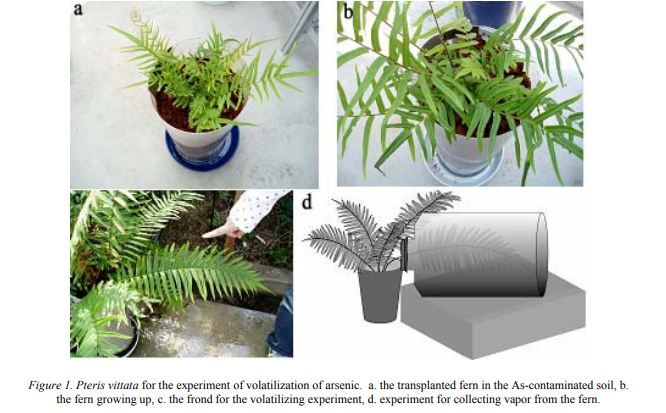 a
b
d
Figure 1. Pteris vittata for the experiment of volatilization of arsenic. a. the transplanted fern in the As-contaminated soil, b.
the fern growing up, c. the frond for the volatilizing experiment, d. experiment for collecting vapor from the fern.